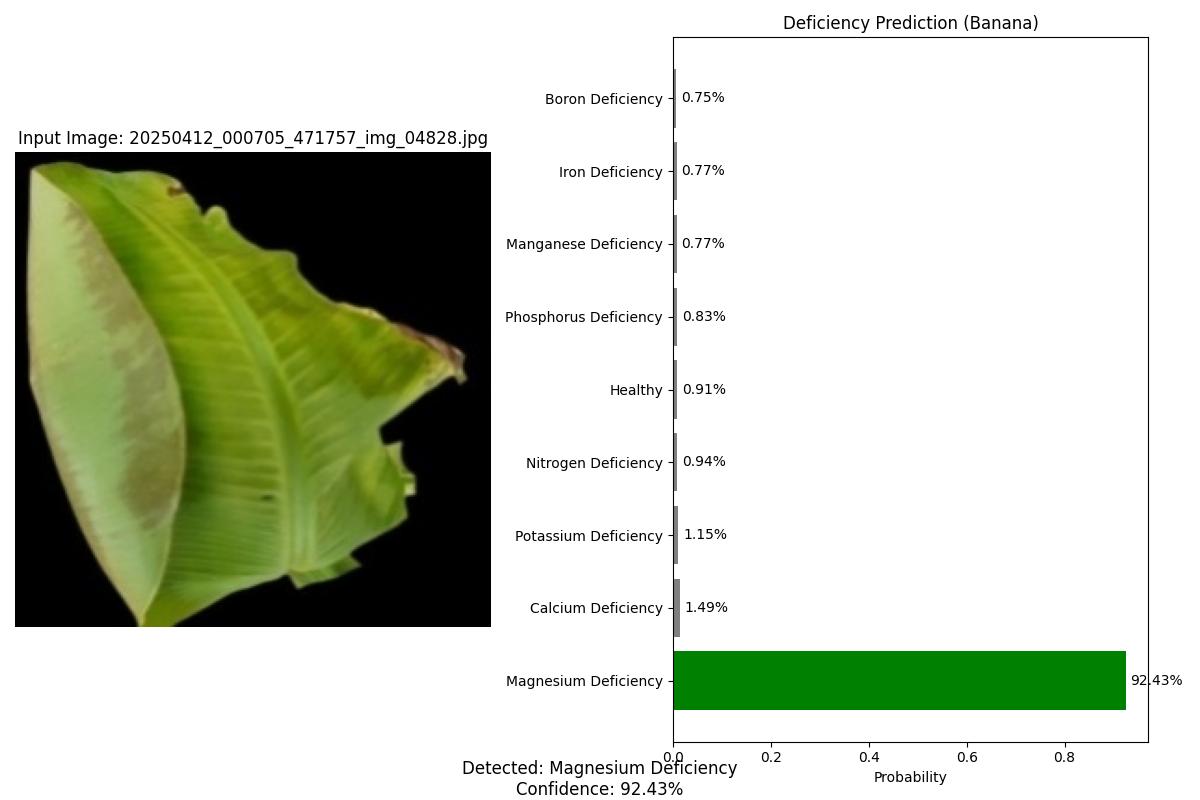 Deficiency Prediction (Banana)
Input Image: 20250412_000705_471757_img_04828.jpg
Boron Deficiency 0.75%
Iron Deficiency 0.77%
Manganese Deficiency 0.77%
Phosphorus Deficiency 0.83%
Healthy 0.91%
Nitrogen Deficiency 0.94%
Potassium Deficiency 1.15%
Calcium Deficiency 1.49%
Magnesium Deficiency 92.43%
0.0 0.2 0.4 0.6 0.8
Probability
Detected: Magnesium Deficiency
Confidence: 92.43%